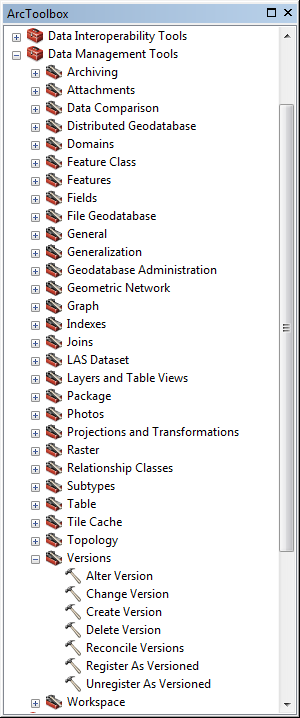 ArcToolbox
Data Interoperability Tools
Data Management Tools
Archiving
Attachments
Data Comparison
Distributed Geodatabase
Domains
Feature Class
Features
Fields
File Geodatabase
General
Generalization
Geodatabase Administration
Geometric Network
Graph
Indexes
Joins
LAS Dataset
Layers and Table Views
Package
Photos
Projections and Transformations
Raster
Relationship Classes
Subtypes
Table
Tile Cache
Topology
Versions
Alter Version
Change Version
Create Version
Delete Version
Reconcile Versions
Register As Versioned
Unregister As Versioned
Workspace